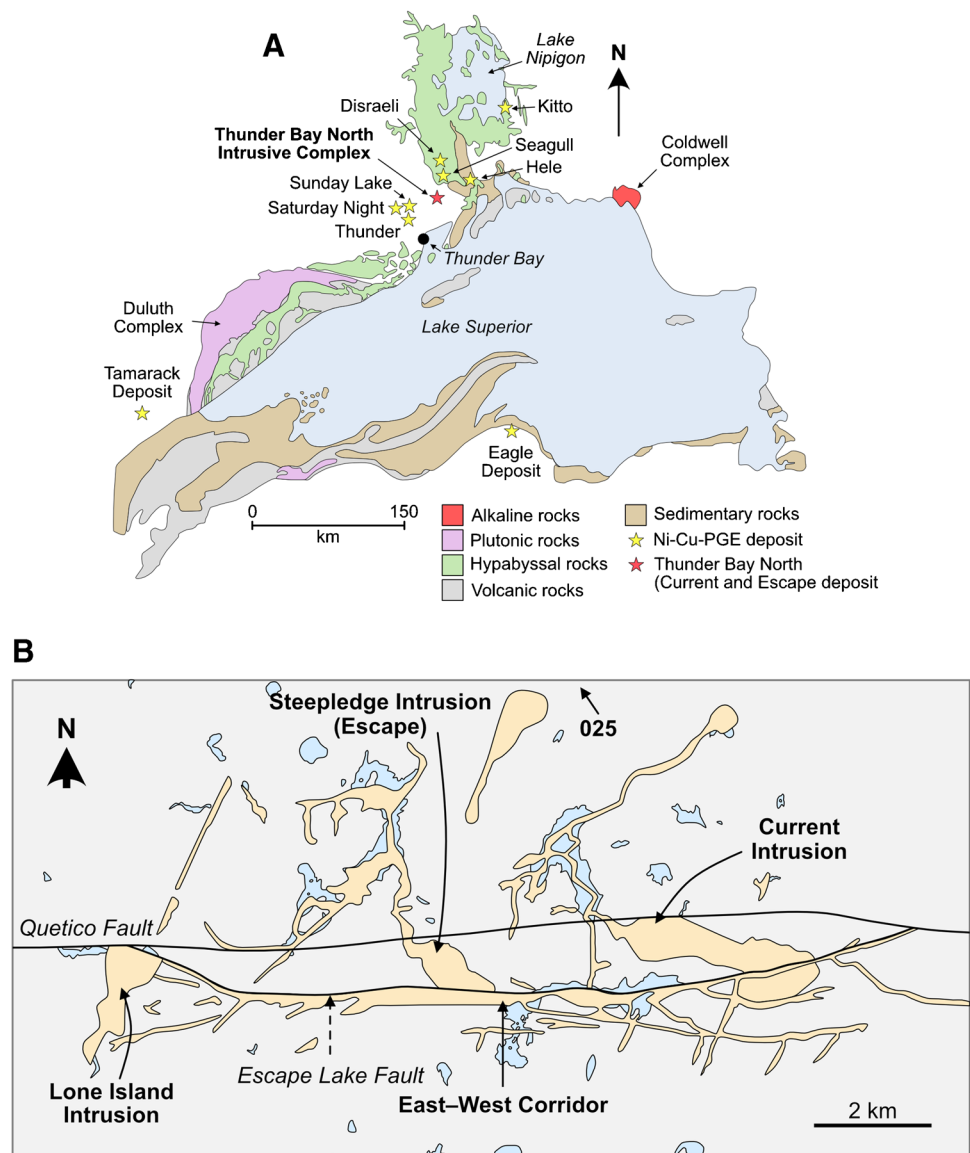 A
Lake
Nipigon
N
Disraeli
Kitto
Thunder Bay North
Intrusive Complex
Seagull
Coldwell
Complex
Hele
Sunday Lake
Saturday Night
Thunder
Thunder Bay
Duluth
Complex
Lake Superior
Tamarack
Deposit
Eagle
Deposit
0 150
km
Alkaline rocks
Plutonic rocks
Hypabyssal rocks
Volcanic rocks
Sedimentary rocks
Ni-Cu-PGE deposit
Thunder Bay North
(Current and Escape deposit
B
N
Steepledge Intrusion
(Escape)
025
Current
Intrusion
Quetico Fault
Escape Lake Fault
Lone Island
Intrusion
East–West Corridor
2 km